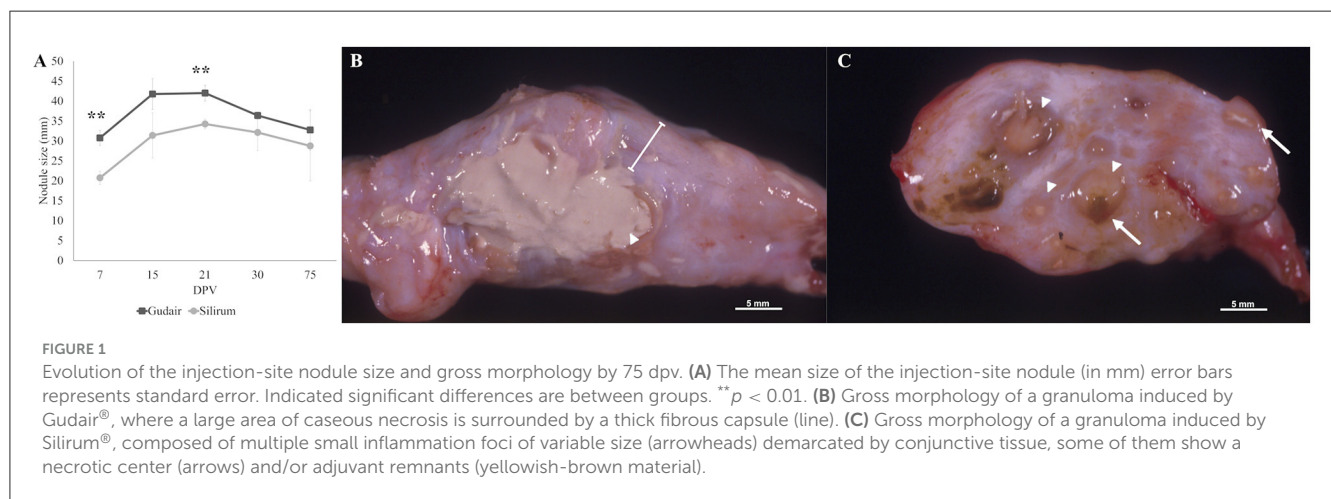 A
Nodule size (mm)
50
45
40
35
30
25
20
15
10
5
0
**
**
7
15
21
30
75
DPV
Gudair
Silirum
B
5 mm
C
5 mm
FIGURE 1
Evolution of the injection-site nodule size and gross morphology by 75 dpv. (A) The mean size of the injection-site nodule (in mm) error bars
represents standard error. Indicated significant differences are between groups. **p < 0.01. (B) Gross morphology of a granuloma induced by
Gudair®, where a large area of caseous necrosis is surrounded by a thick fibrous capsule (line). (C) Gross morphology of a granuloma induced by
Silirum®, composed of multiple small inflammation foci of variable size (arrowheads) demarcated by conjunctive tissue, some of them show a
necrotic center (arrows) and/or adjuvant remnants (yellowish-brown material).